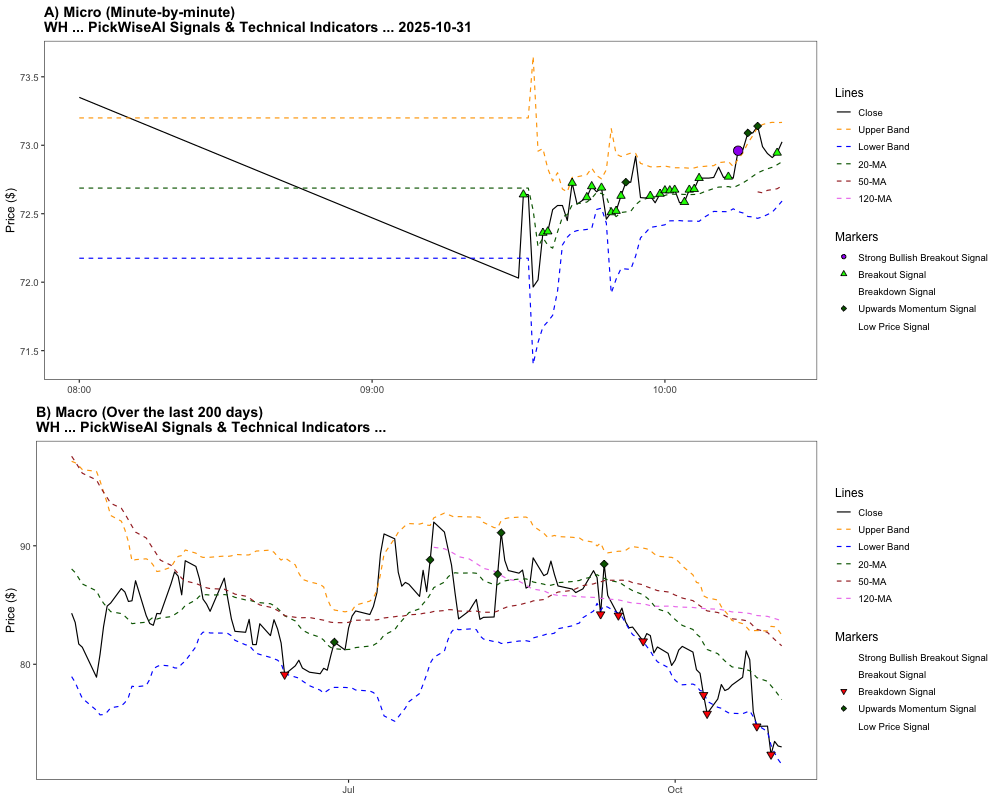 A) Micro (Minute-by-minute)
WH ... PickWiseAI Signals & Technical Indicators ... 2025-10-31
Price ($)
73.5
73.0
72.5
72.0
71.5
08:00
09:00
10:00
Lines
Close
Upper Band
Lower Band
20-MA
50-MA
120-MA
Markers
Strong Bullish Breakout Signal
Breakout Signal
Breakdown Signal
Upwards Momentum Signal
Low Price Signal
B) Macro (Over the last 200 days)
WH ... PickWiseAI Signals & Technical Indicators ...
Price ($)
90
80
Jul
Oct
Lines
Close
Upper Band
Lower Band
20-MA
50-MA
120-MA
Markers
Strong Bullish Breakout Signal
Breakout Signal
Breakdown Signal
Upwards Momentum Signal
Low Price Signal